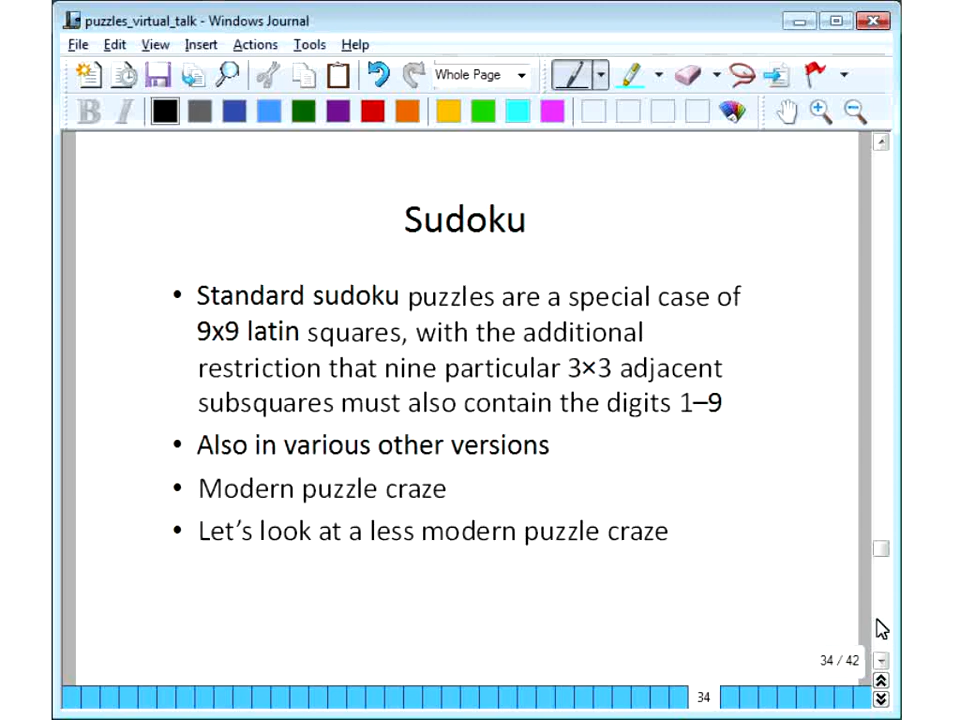 puzzles_virtual_talk - Windows Journal
File Edit View Insert Actions Tools Help
Whole Page
B I
Sudoku
• Standard sudoku puzzles are a special case of
9x9 latin squares, with the additional
restriction that nine particular 3×3 adjacent
subsquares must also contain the digits 1–9
• Also in various other versions
• Modern puzzle craze
• Let’s look at a less modern puzzle craze
34 / 42
34